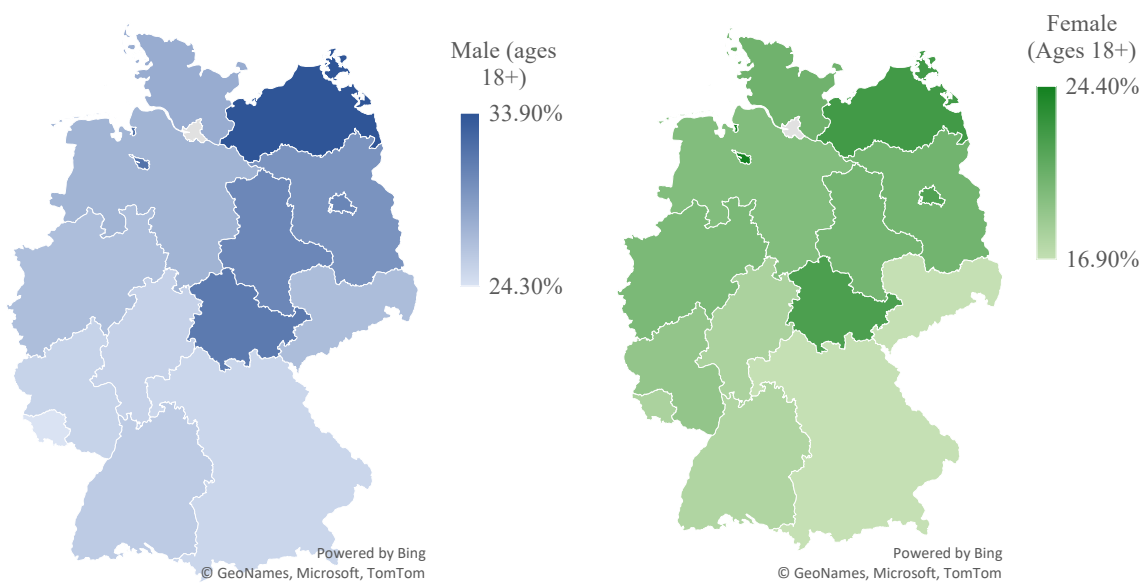 Male (ages
18+)
33.90%
24.30%
Powered by Bing
© GeoNames, Microsoft, TomTom
Female
(Ages 18+)
24.40%
16.90%
Powered by Bing
© GeoNames, Microsoft, TomTom